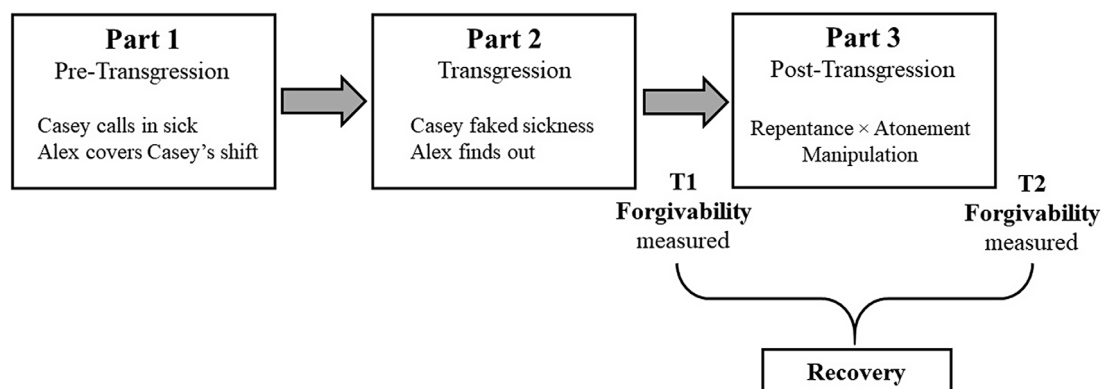 Part 1
Pre-Transgression
Casey calls in sick
Alex covers Casey's shift
Part 2
Transgression
Casey faked sickness
Alex finds out
Part 3
Post-Transgression
Repentance × Atonement
Manipulation
T1
Forgivability
measured
T2
Forgivability
measured
Recovery